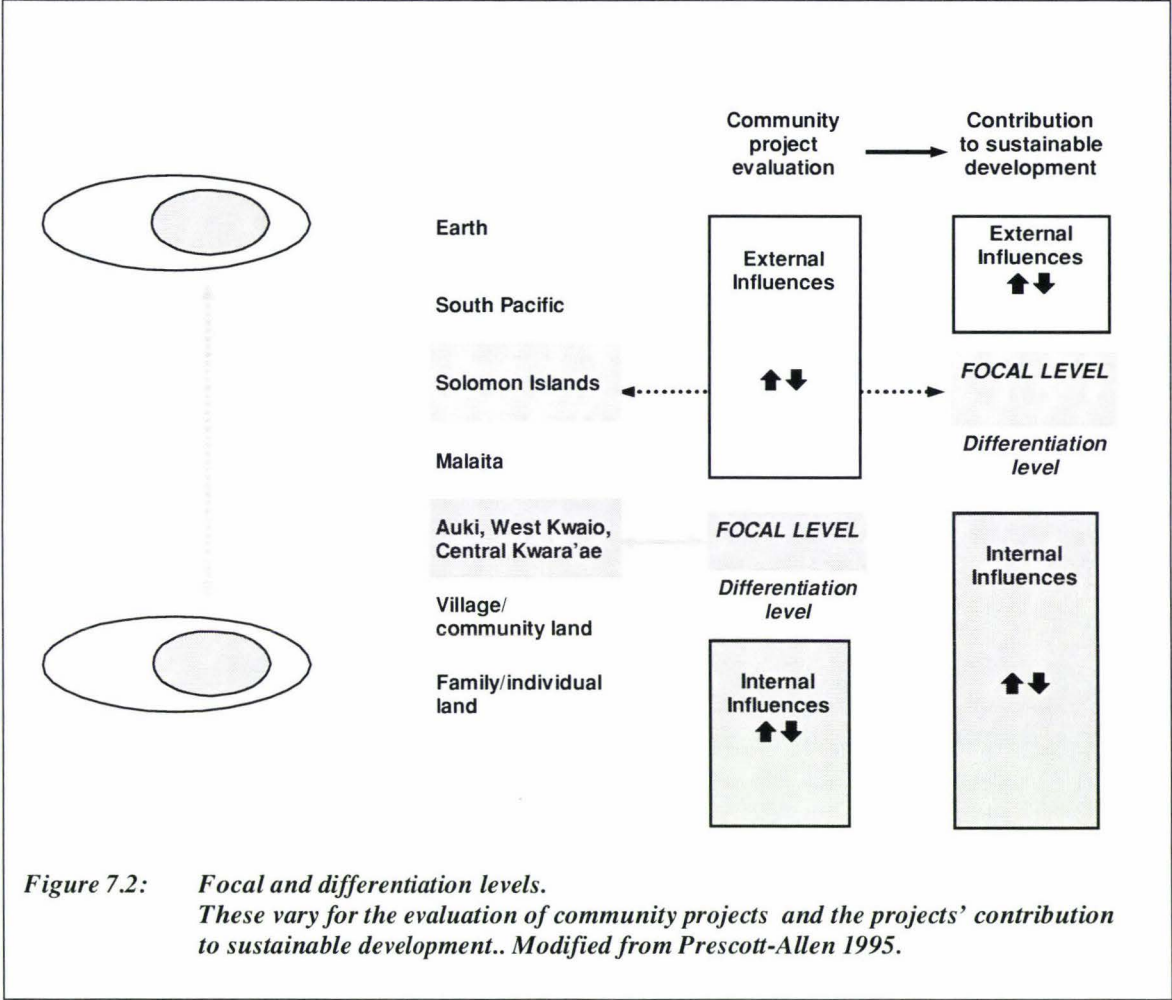 Community
project
evaluation
Contribution
to sustainable
development
Earth
South Pacific
Solomon Islands
Malaita
Auki, West Kwaio,
Central Kwara'ae
Village/
community land
Family/individual
land
External
Influences
FOCAL LEVEL
Differentiation
level
Internal
Influences
External
Influences
FOCAL LEVEL
Differentiation
level
Internal
Influences
Figure 7.2: Focal and differentiation levels.
These vary for the evaluation of community projects and the projects' contribution
to sustainable development.. Modified from Prescott-Allen 1995.